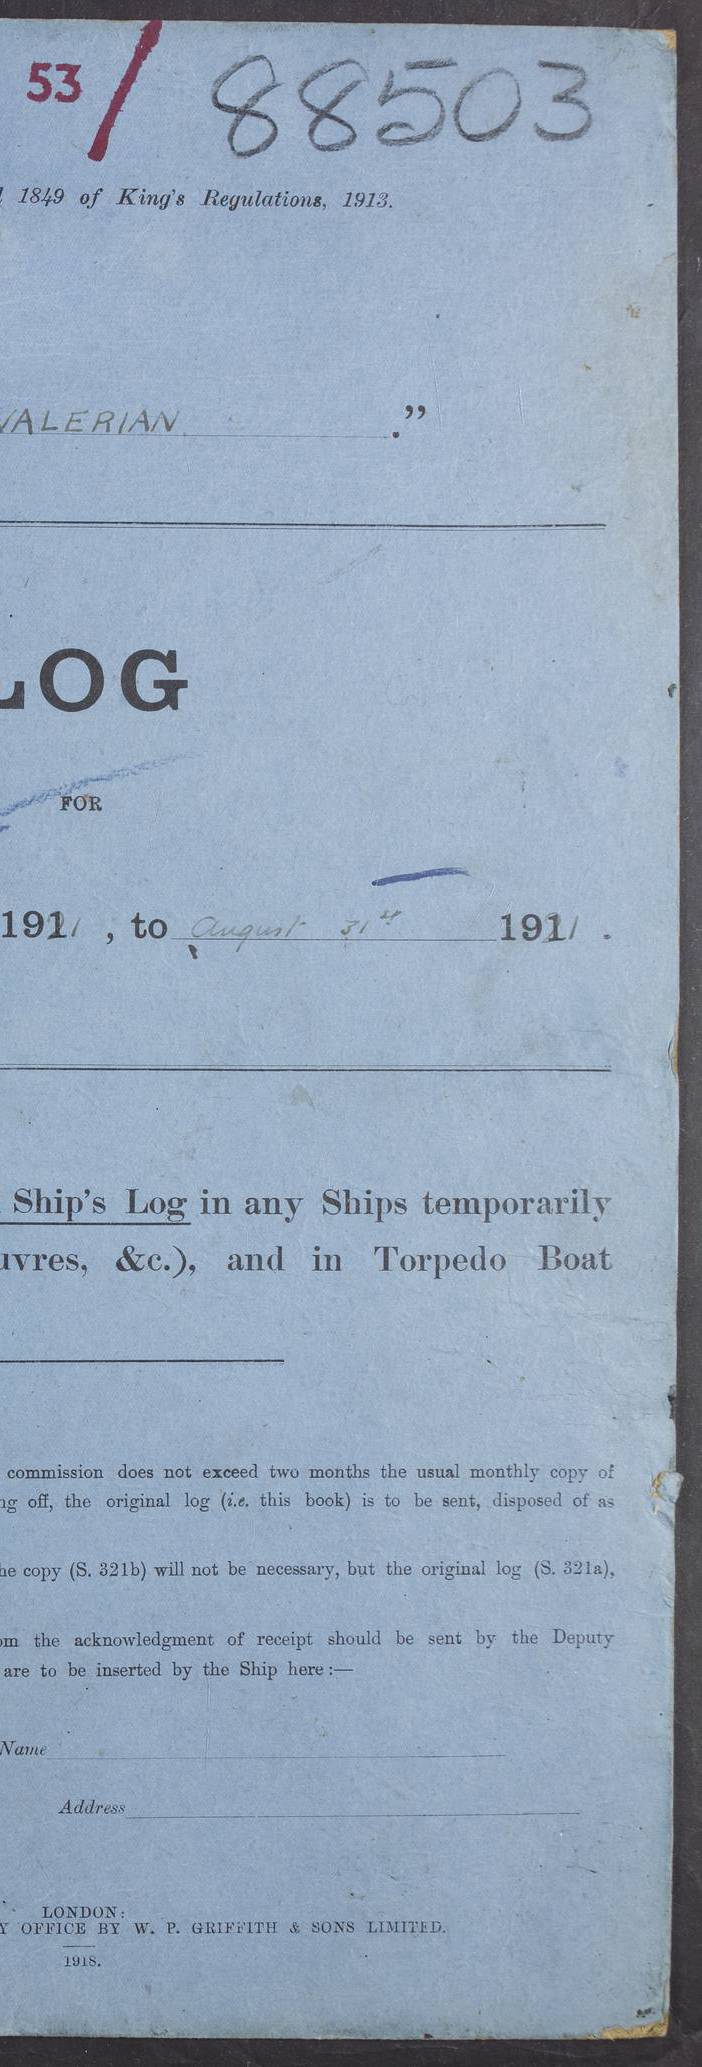 53 / 88503
1849 of King's Regulations, 1913.
VALERIAN ."
LOG
FOR
1921 , to August 31st 1921 .
Ship's Log in any Ships temporarily
uvres, &c.), and in Torpedo Boat
commission does not exceed two months the usual monthly copy of
ng off, the original log (i.e. this book) is to be sent, disposed of as
he copy (S. 321b) will not be necessary, but the original log (S. 321a),
om the acknowledgment of receipt should be sent by the Deputy
are to be inserted by the Ship here :—
Name
Address
LONDON:
Y OFFICE BY W. P. GRIFFITH & SONS LIMITED.
1918.